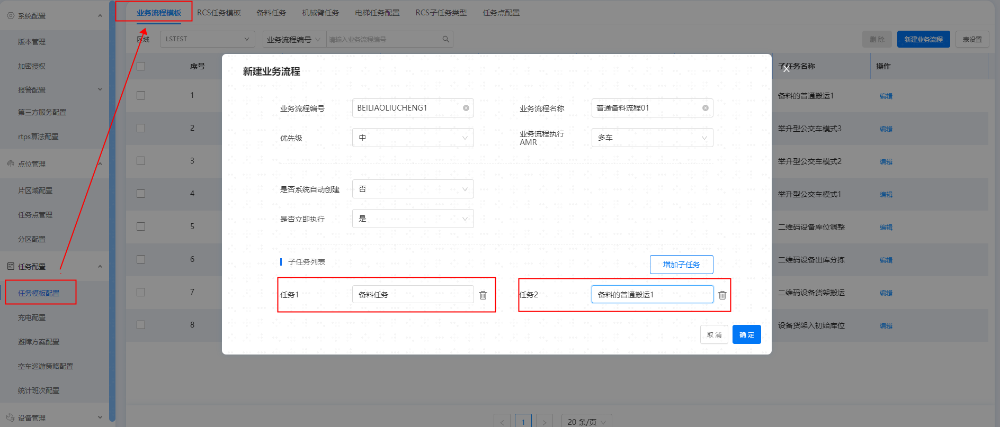 系统配置
版本管理
加密授权
报警配置
第三方服务配置
rtps算法配置
点位管理
片区域配置
任务点管理
分区配置
任务配置
任务模板配置
充电配置
避障方案配置
空车巡游策略配置
统计班次配置
设备管理
业务流程模板 RCS任务模板 备料任务 机械臂任务 电梯任务配置 RCS子任务类型 任务点配置
区域 LSTEST 业务流程编号 请输入业务流程编号 删 除 新建业务流程 表设置
序号 子任务名称 操作
1 备料的普通搬运1 编辑
2 举升型公交车模式3 编辑
3 举升型公交车模式2 编辑
4 举升型公交车模式1 编辑
5 二维码设备库位调整 编辑
6 二维码设备出库分拣 编辑
7 二维码设备货架搬运 编辑
8 设备货架入初始库位 编辑
新建业务流程
业务流程编号 BEILIAOLIUCHENG1 业务流程名称 普通备料流程01
优先级 中 业务流程执行
AMR 多车
是否系统自动创建 否
是否立即执行 是
子任务列表 增加子任务
任务1 备料任务 任务2 备料的普通搬运1
取 消 确 定
< 1 > 20 条/页